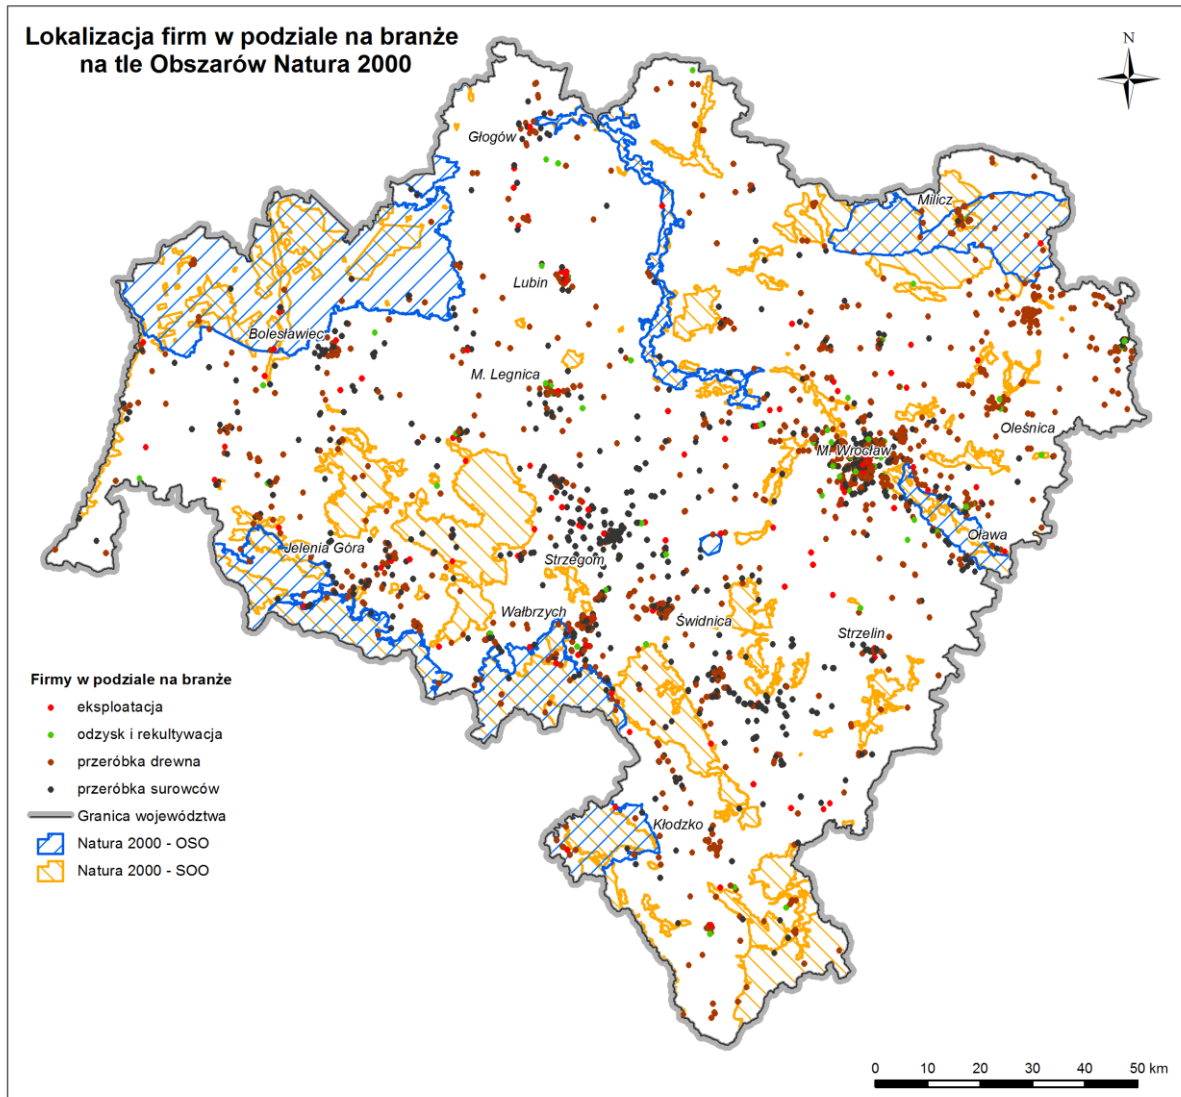 Lokalizacja firm w podziale na branże
na tle Obszarów Natura 2000
N
Głogów
Milicz
Lubin
Bolesławiec
M. Legnica
Oleśnica
M. Wrocław
Oława
Jelenia Góra
Strzegom
Wałbrzych
Świdnica
Strzelin
Kłodzko
Firmy w podziale na branże
eksploatacja
odzysk i rekultywacja
przeróbka drewna
przeróbka surowców
Granica województwa
Natura 2000 - OSO
Natura 2000 - SOO
0 10 20 30 40 50 km